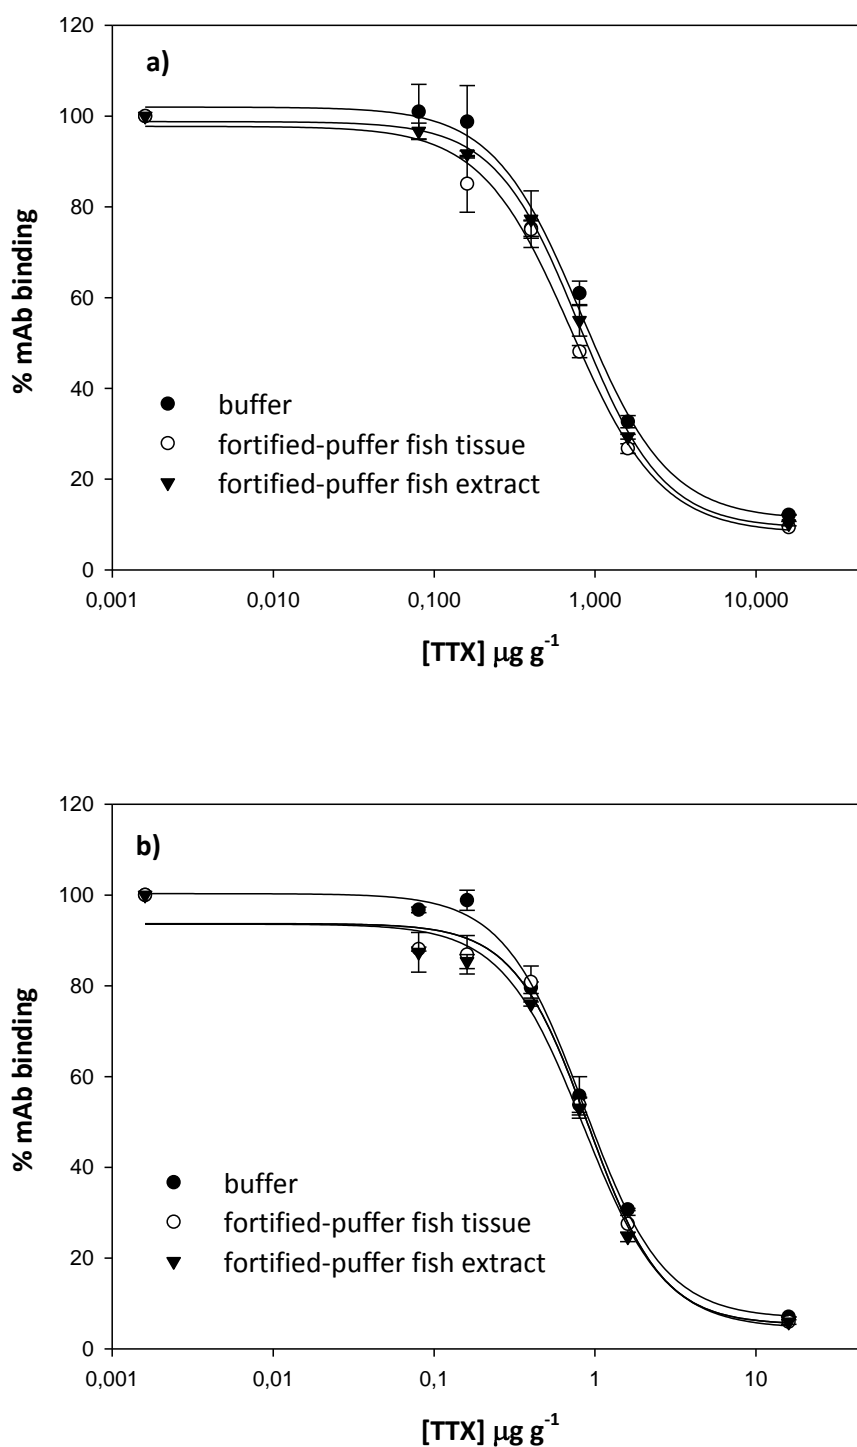 120
a)
100
80
60
40
20
0
% mAb binding
buffer
fortified-puffer fish tissue
fortified-puffer fish extract
0,001 0,010 0,100 1,000 10,000
[TTX] μg g⁻¹
120
b)
100
80
60
40
20
0
% mAb binding
buffer
fortified-puffer fish tissue
fortified-puffer fish extract
0,001 0,01 0,1 1 10
[TTX] μg g⁻¹